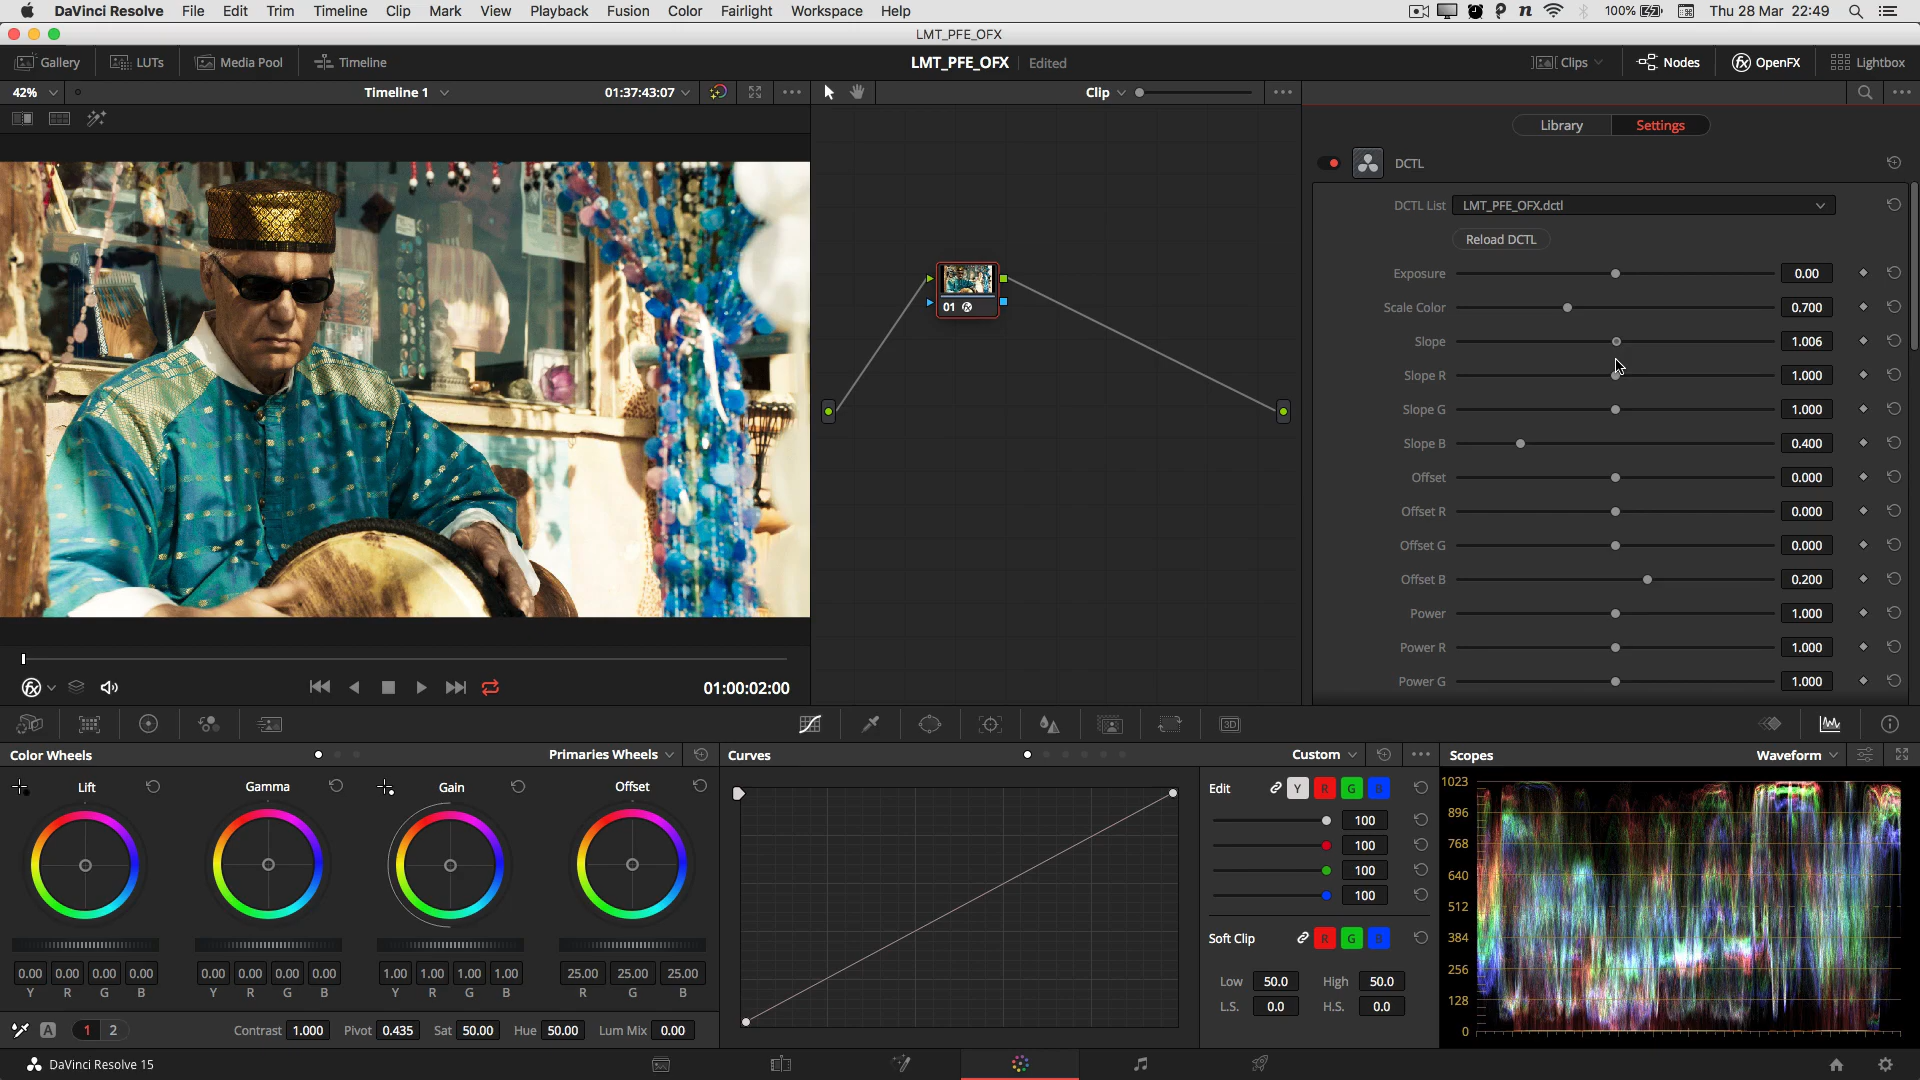 DaVinci Resolve File Edit Trim Timeline Clip Mark View Playback Fusion Color Fairlight Workspace Help 100% Thu 28 Mar 22:49
LMT_PFE_OFX
Gallery LUTs Media Pool Timeline LMT_PFE_OFX Edited Clips Nodes OpenFX Lightbox
42% Timeline 1 01:37:43:07 Clip
Library Settings
DCTL
DCTL List LMT_PFE_OFX.dctl
Reload DCTL
Exposure 0.00
Scale Color 0.700
Slope 1.006
Slope R 1.000
Slope G 1.000
Slope B 0.400
Offset 0.000
Offset R 0.000
Offset G 0.000
Offset B 0.200
Power 1.000
Power R 1.000
Power G 1.000
01
01:00:02:00
3D
Color Wheels Primaries Wheels Curves Custom Scopes Waveform
Lift Gamma Gain Offset
0.00 0.00 0.00 0.00 0.00 0.00 0.00 0.00 1.00 1.00 1.00 1.00 25.00 25.00 25.00
Y R G B Y R G B Y R G B R G B
A 1 2 Contrast 1.000 Pivot 0.435 Sat 50.00 Hue 50.00 Lum Mix 0.00
Edit Y R G B
100
100
100
100
Soft Clip R G B
Low 50.0 High 50.0
L.S. 0.0 H.S. 0.0
1023
896
768
640
512
384
256
128
0
DaVinci Resolve 15